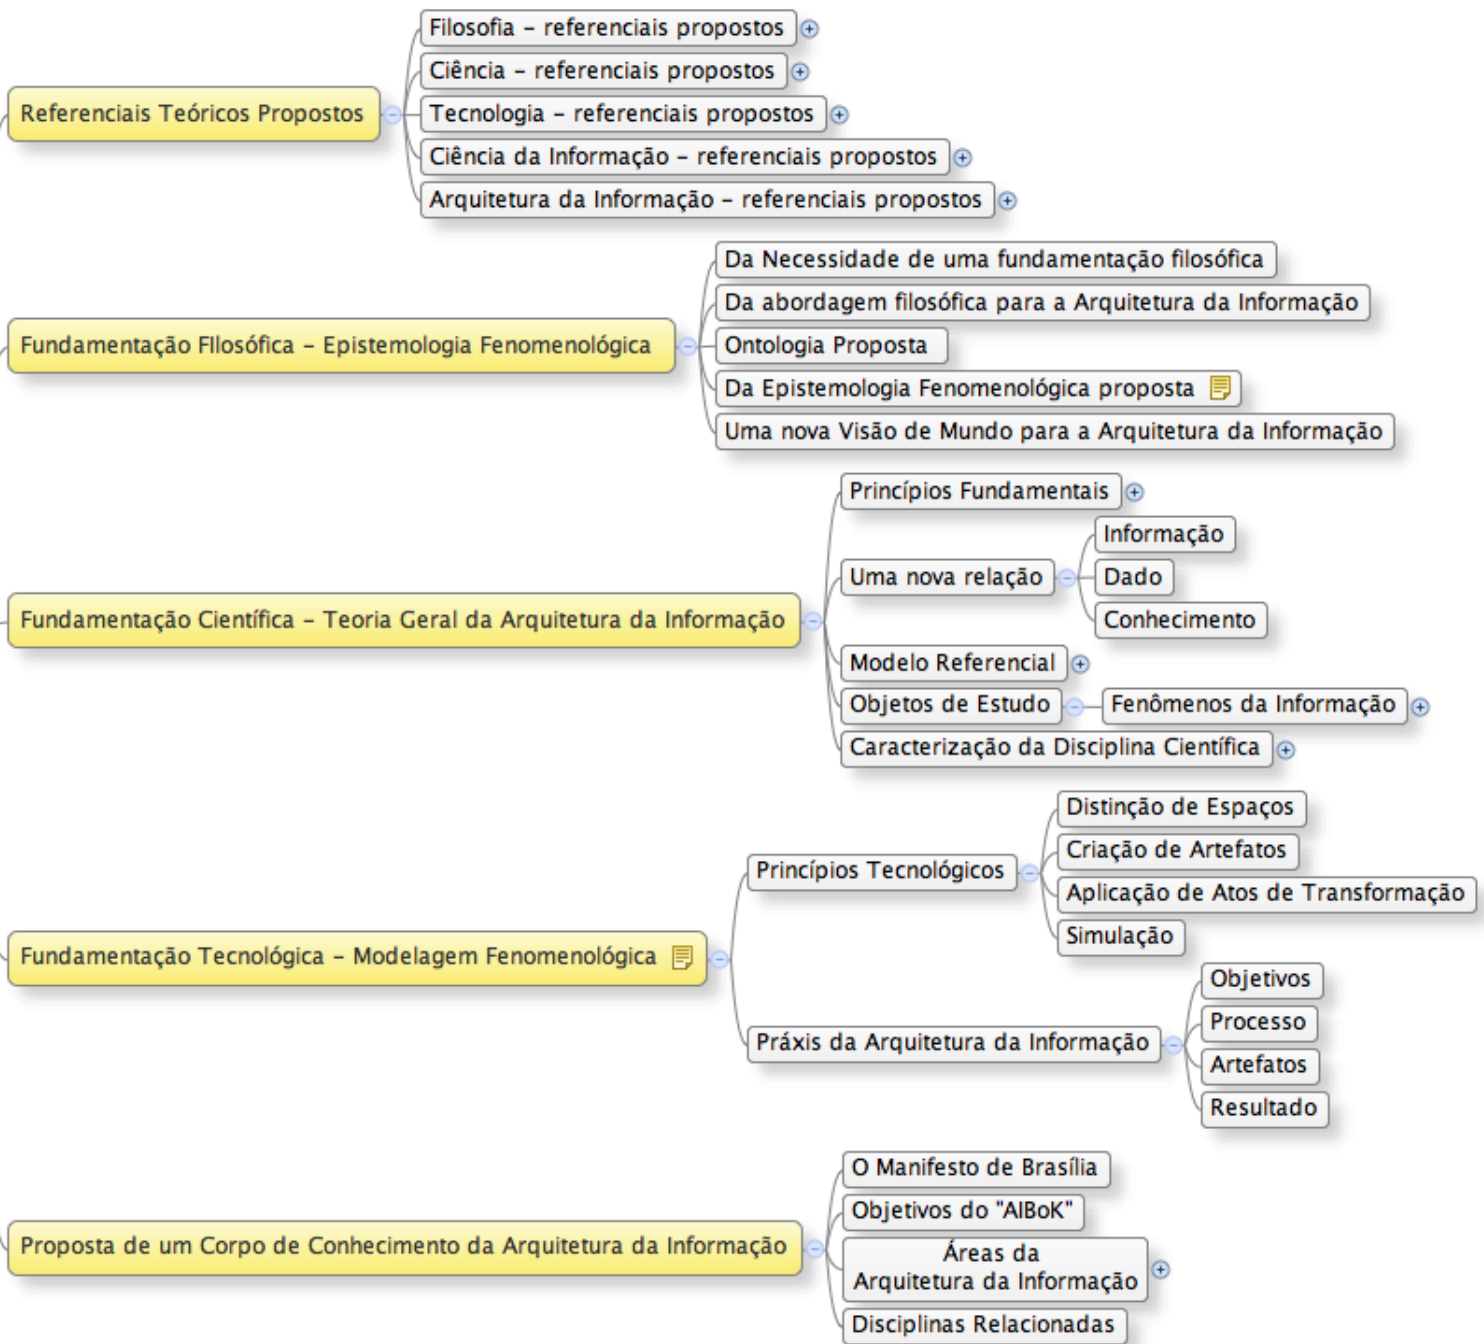 Referenciais Teóricos Propostos
Filosofia – referenciais propostos
Ciência – referenciais propostos
Tecnologia – referenciais propostos
Ciência da Informação – referenciais propostos
Arquitetura da Informação – referenciais propostos
Fundamentação FIlosófica – Epistemologia Fenomenológica
Da Necessidade de uma fundamentação filosófica
Da abordagem filosófica para a Arquitetura da Informação
Ontologia Proposta
Da Epistemologia Fenomenológica proposta
Uma nova Visão de Mundo para a Arquitetura da Informação
Fundamentação Científica – Teoria Geral da Arquitetura da Informação
Princípios Fundamentais
Uma nova relação
Informação
Dado
Conhecimento
Modelo Referencial
Objetos de Estudo
Fenômenos da Informação
Caracterização da Disciplina Científica
Fundamentação Tecnológica – Modelagem Fenomenológica
Princípios Tecnológicos
Distinção de Espaços
Criação de Artefatos
Aplicação de Atos de Transformação
Simulação
Práxis da Arquitetura da Informação
Objetivos
Processo
Artefatos
Resultado
Proposta de um Corpo de Conhecimento da Arquitetura da Informação
O Manifesto de Brasília
Objetivos do "AIBoK"
Áreas da
Arquitetura da Informação
Disciplinas Relacionadas